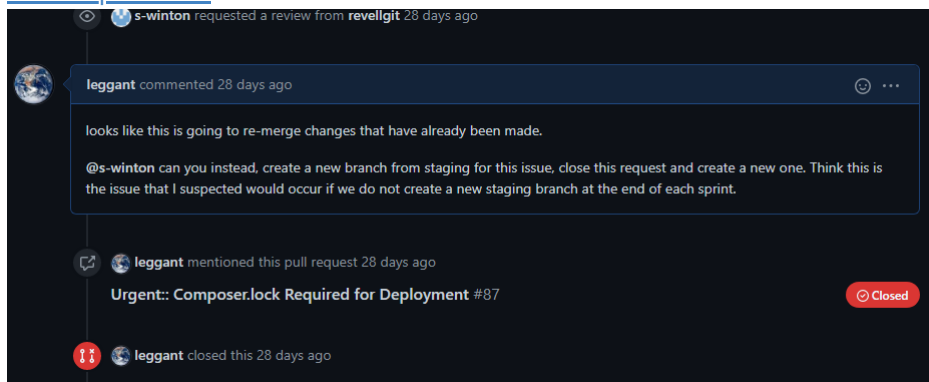 s-winton requested a review from revellgit 28 days ago
leggant commented 28 days ago
looks like this is going to re-merge changes that have already been made.
@s-winton can you instead, create a new branch from staging for this issue, close this request and create a new one. Think this is
the issue that I suspected would occur if we do not create a new staging branch at the end of each sprint.
leggant mentioned this pull request 28 days ago
Urgent:: Composer.lock Required for Deployment #87
Closed
leggant closed this 28 days ago